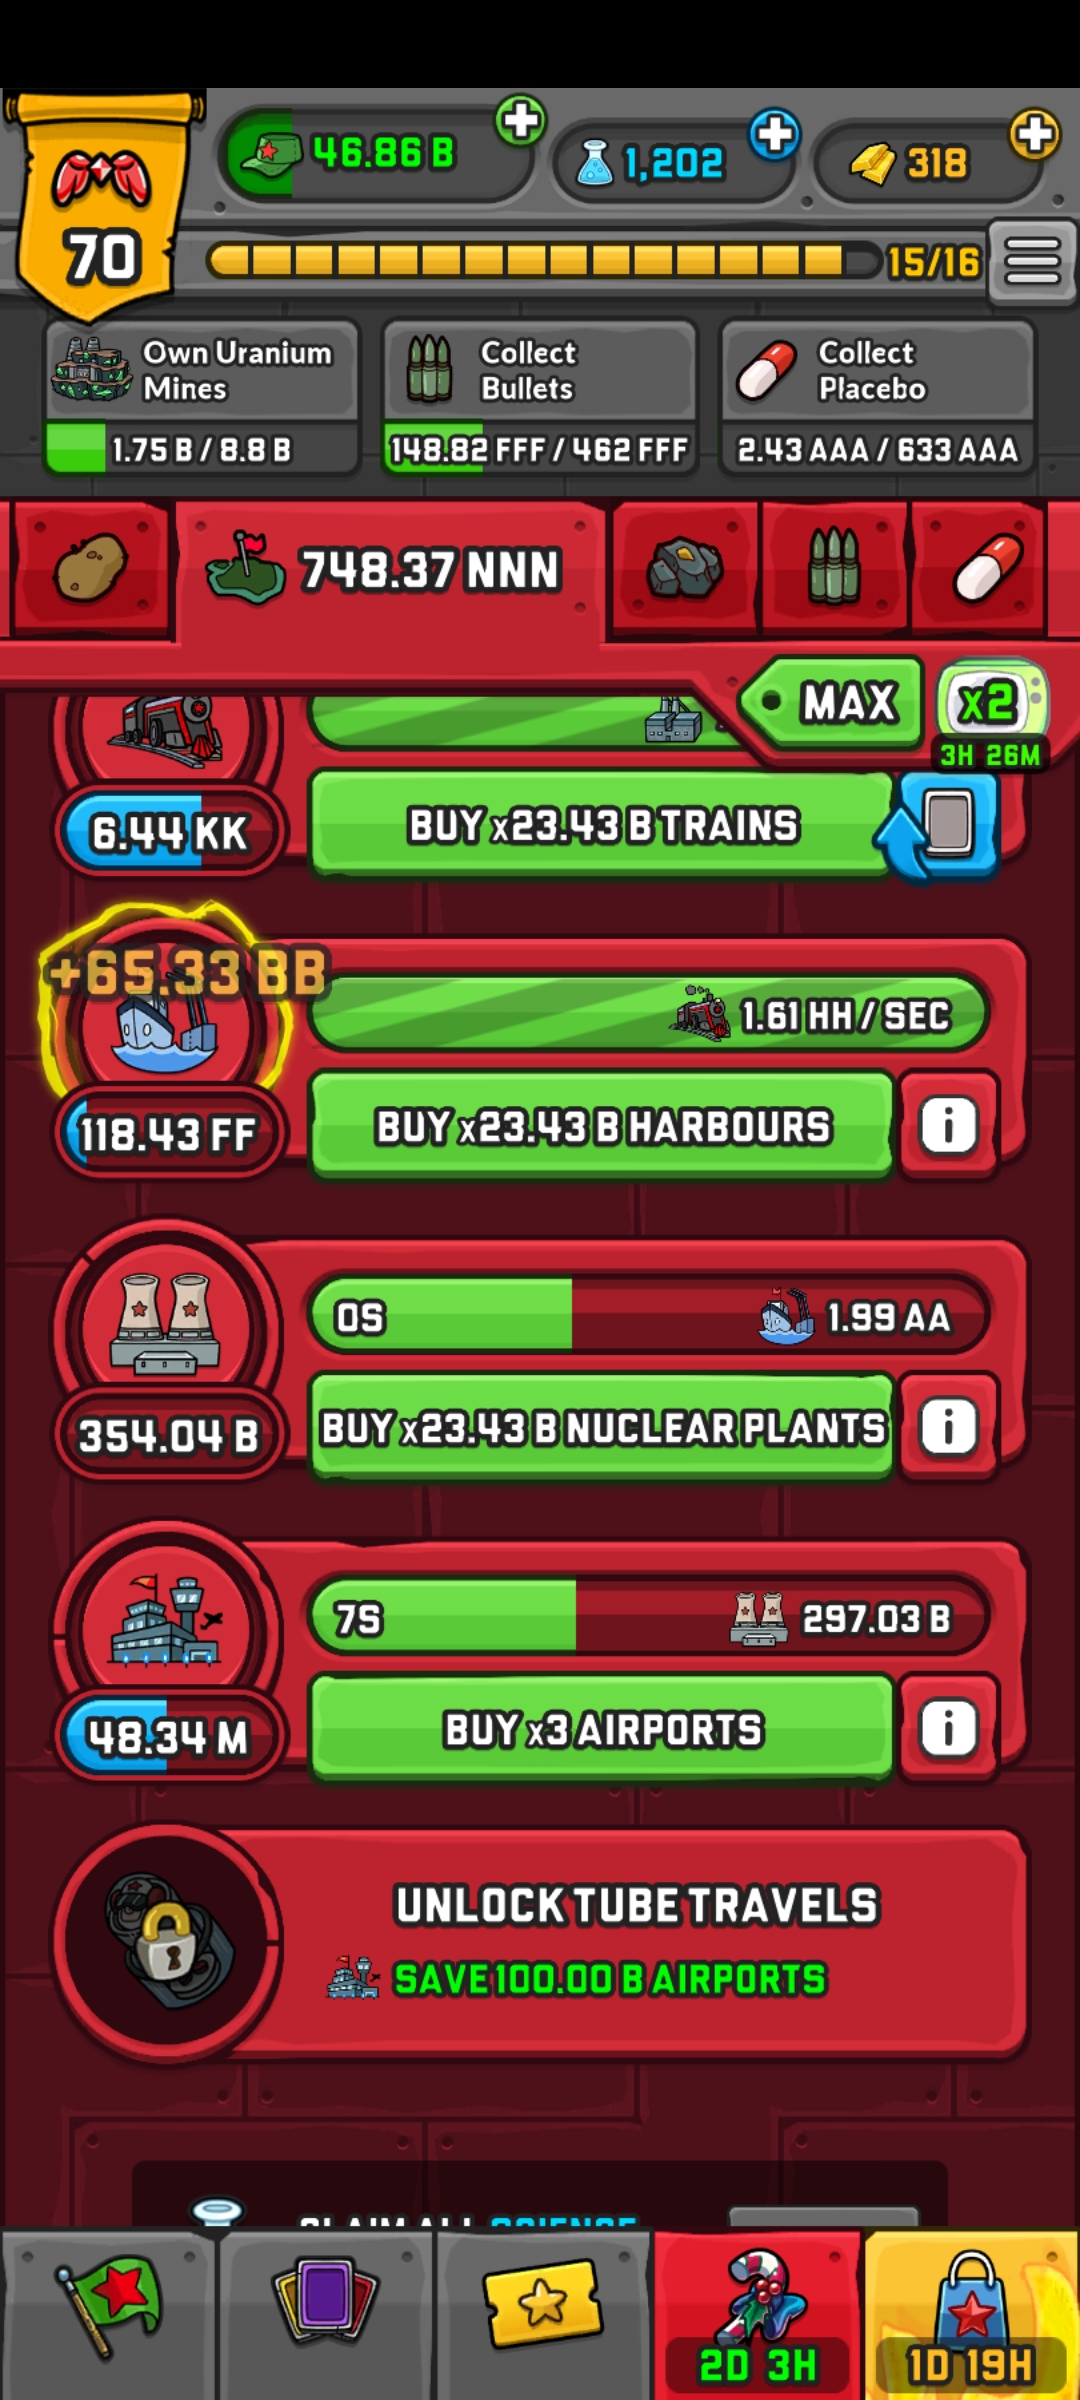 70
46.86 B
1,202
318
15/16
Own Uranium
Mines
1.75 B / 8.8 B
Collect
Bullets
148.82 FFF / 462 FFF
Collect
Placebo
2.43 AAA / 633 AAA
748.37 NNN
MAX
x2
3H 26M
6.44 KK
BUY x23.43 B TRAINS
+65.33 BB
1.61 HH / SEC
118.43 FF
BUY x23.43 B HARBOURS
i
0S
1.99 AA
354.04 B
BUY x23.43 B NUCLEAR PLANTS
i
7S
297.03 B
48.34 M
BUY x3 AIRPORTS
i
UNLOCK TUBE TRAVELS
SAVE 100.00 B AIRPORTS
CLAIM ALL SCIENCE
2D 3H
1D 19H